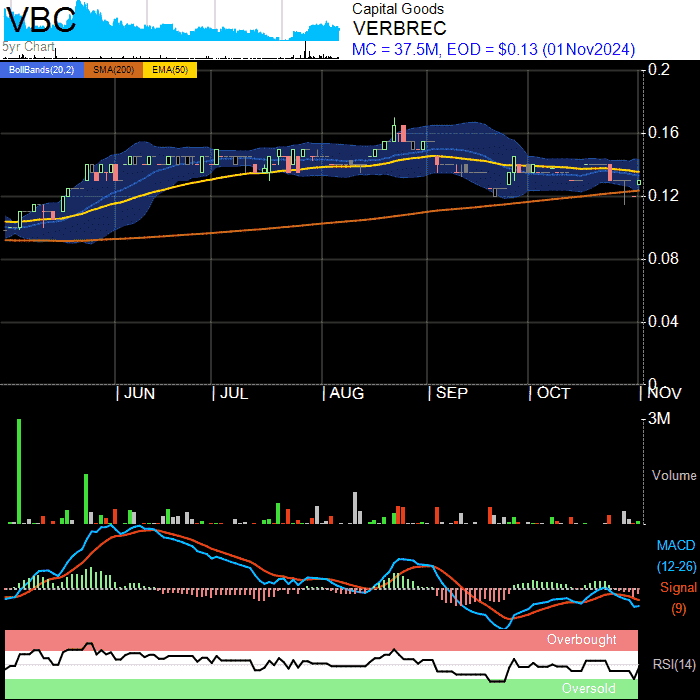 VBC
5yr Chart
Capital Goods
VERBREC
MC = 37.5M, EOD = $0.13 (01Nov2024)
BollBands(20,2) SMA(200) EMA(50)
0.2
0.16
0.12
0.08
0.04
0
| JUN | JUL | AUG | SEP | OCT | NOV
3M
Volume
MACD
(12-26)
Signal
(9)
Overbought
RSI(14)
Oversold